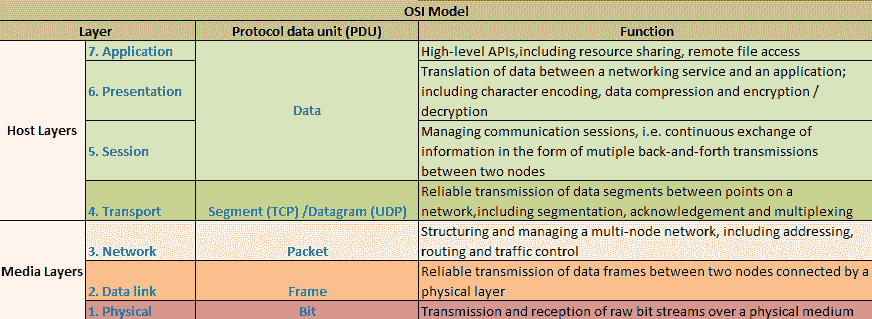 OSI Model
Layer Protocol data unit (PDU) Function
Host Layers
7. Application
Data
High-level APIs,including resource sharing, remote file access
6. Presentation
Translation of data between a networking service and an application;
including character encoding, data compression and encryption /
decryption
5. Session
Managing communication sessions, i.e. continuous exchange of
information in the form of mutiple back-and-forth transmissions
between two nodes
4. Transport
Segment (TCP) /Datagram (UDP)
Reliable transmission of data segments between points on a
network,including segmentation, acknowledgement and multiplexing
Media Layers
3. Network
Packet
Structuring and managing a multi-node network, including addressing,
routing and traffic control
2. Data link
Frame
Reliable transmission of data frames between two nodes connected by a
physical layer
1. Physical
Bit
Transmission and reception of raw bit streams over a physical medium